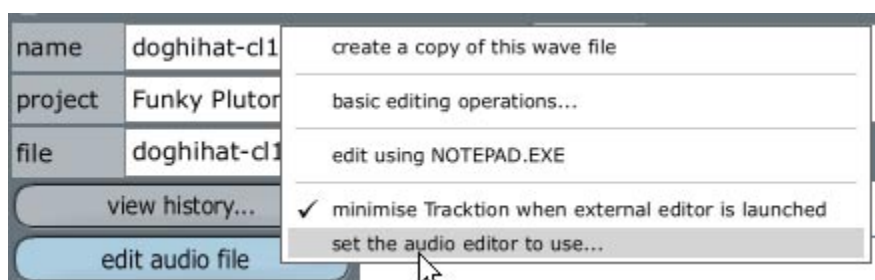 name doghihat-cl1
create a copy of this wave file
project Funky Pluton
basic editing operations...
file doghihat-cl1
edit using NOTEPAD.EXE
view history...
✓ minimise Tracktion when external editor is launched
edit audio file
set the audio editor to use...